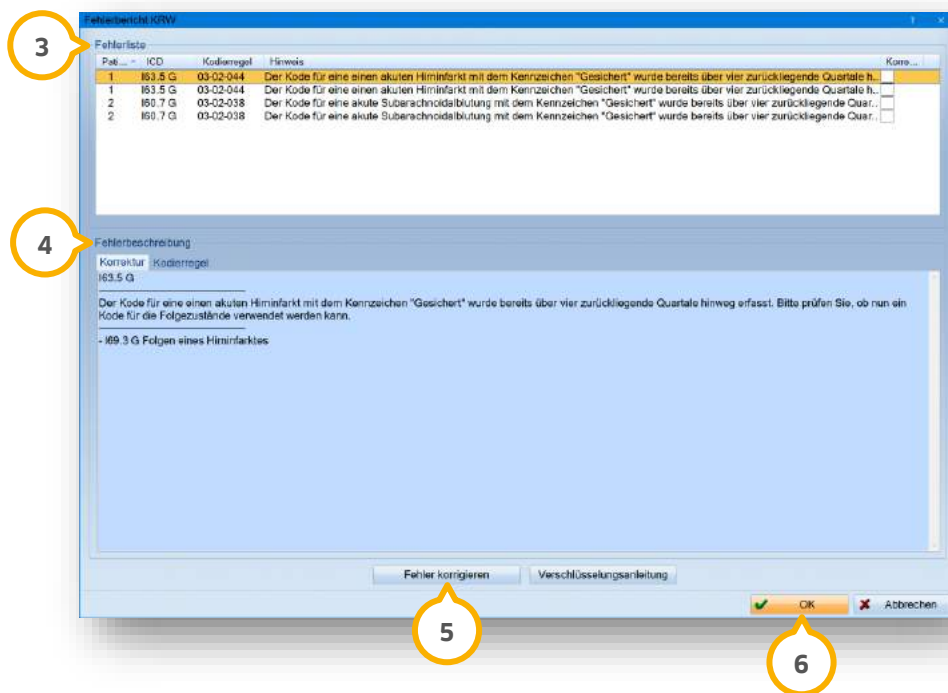 Fehlerbericht KRW
3
Fehlerliste
Pati... ICD Kodierregel Hinweis Korre...
1 I63.5 G 03-02-044 Der Kode für eine einen akuten Hirninfarkt mit dem Kennzeichen "Gesichert" wurde bereits über vier zurückliegende Quartale h..
1 I63.5 G 03-02-044 Der Kode für eine einen akuten Hirninfarkt mit dem Kennzeichen "Gesichert" wurde bereits über vier zurückliegende Quartale h..
2 I60.7 G 03-02-038 Der Kode für eine akute Subarachnoidalblutung mit dem Kennzeichen "Gesichert" wurde bereits über vier zurückliegende Quar..
2 I60.7 G 03-02-038 Der Kode für eine akute Subarachnoidalblutung mit dem Kennzeichen "Gesichert" wurde bereits über vier zurückliegende Quar..
4
Fehlerbeschreibung
Korrektur Kodierregel
I63.5 G
Der Kode für eine einen akuten Hirninfarkt mit dem Kennzeichen "Gesichert" wurde bereits über vier zurückliegende Quartale hinweg erfasst. Bitte prüfen Sie, ob nun ein
Kode für die Folgezustände verwendet werden kann.
- I69.3 G Folgen eines Hirninfarktes
Fehler korrigieren Verschlüsselungsanleitung
OK Abbrechen
5
6